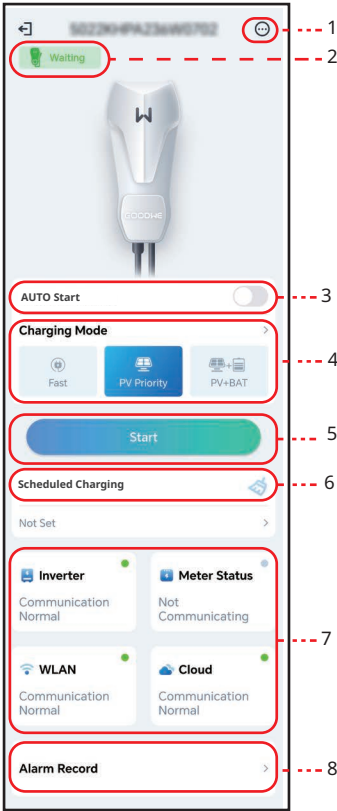 1
Waiting
2
GOODWE
AUTO Start
3
Charging Mode
4
Fast
PV Priority
PV+BAT
Start
5
Scheduled Charging
6
Not Set
Inverter
Meter Status
Communication
Normal
Not
Communicating
7
WLAN
Cloud
Communication
Normal
Communication
Normal
Alarm Record
8